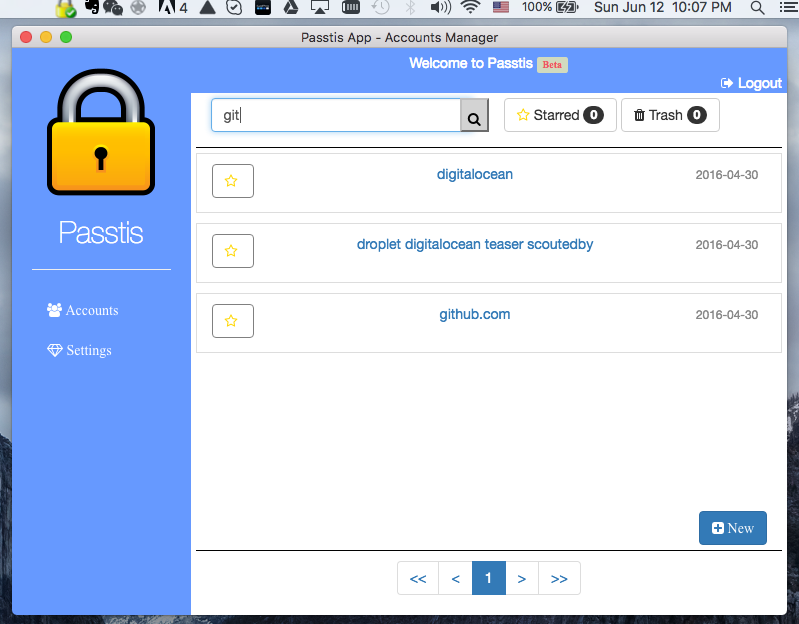 4 100% Sun Jun 12 10:07 PM
Passtis App - Accounts Manager
Welcome to Passtis Beta
Logout
git
Starred 0
Trash 0
Passtis
Accounts
Settings
digitalocean 2016-04-30
droplet digitalocean teaser scoutedby 2016-04-30
github.com 2016-04-30
New
<< < 1 > >>